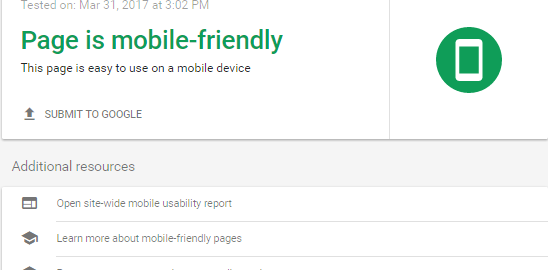 Tested on: Mar 31, 2017 at 3:02 PM
Page is mobile-friendly
This page is easy to use on a mobile device
SUBMIT TO GOOGLE
Additional resources
Open site-wide mobile usability report
Learn more about mobile-friendly pages